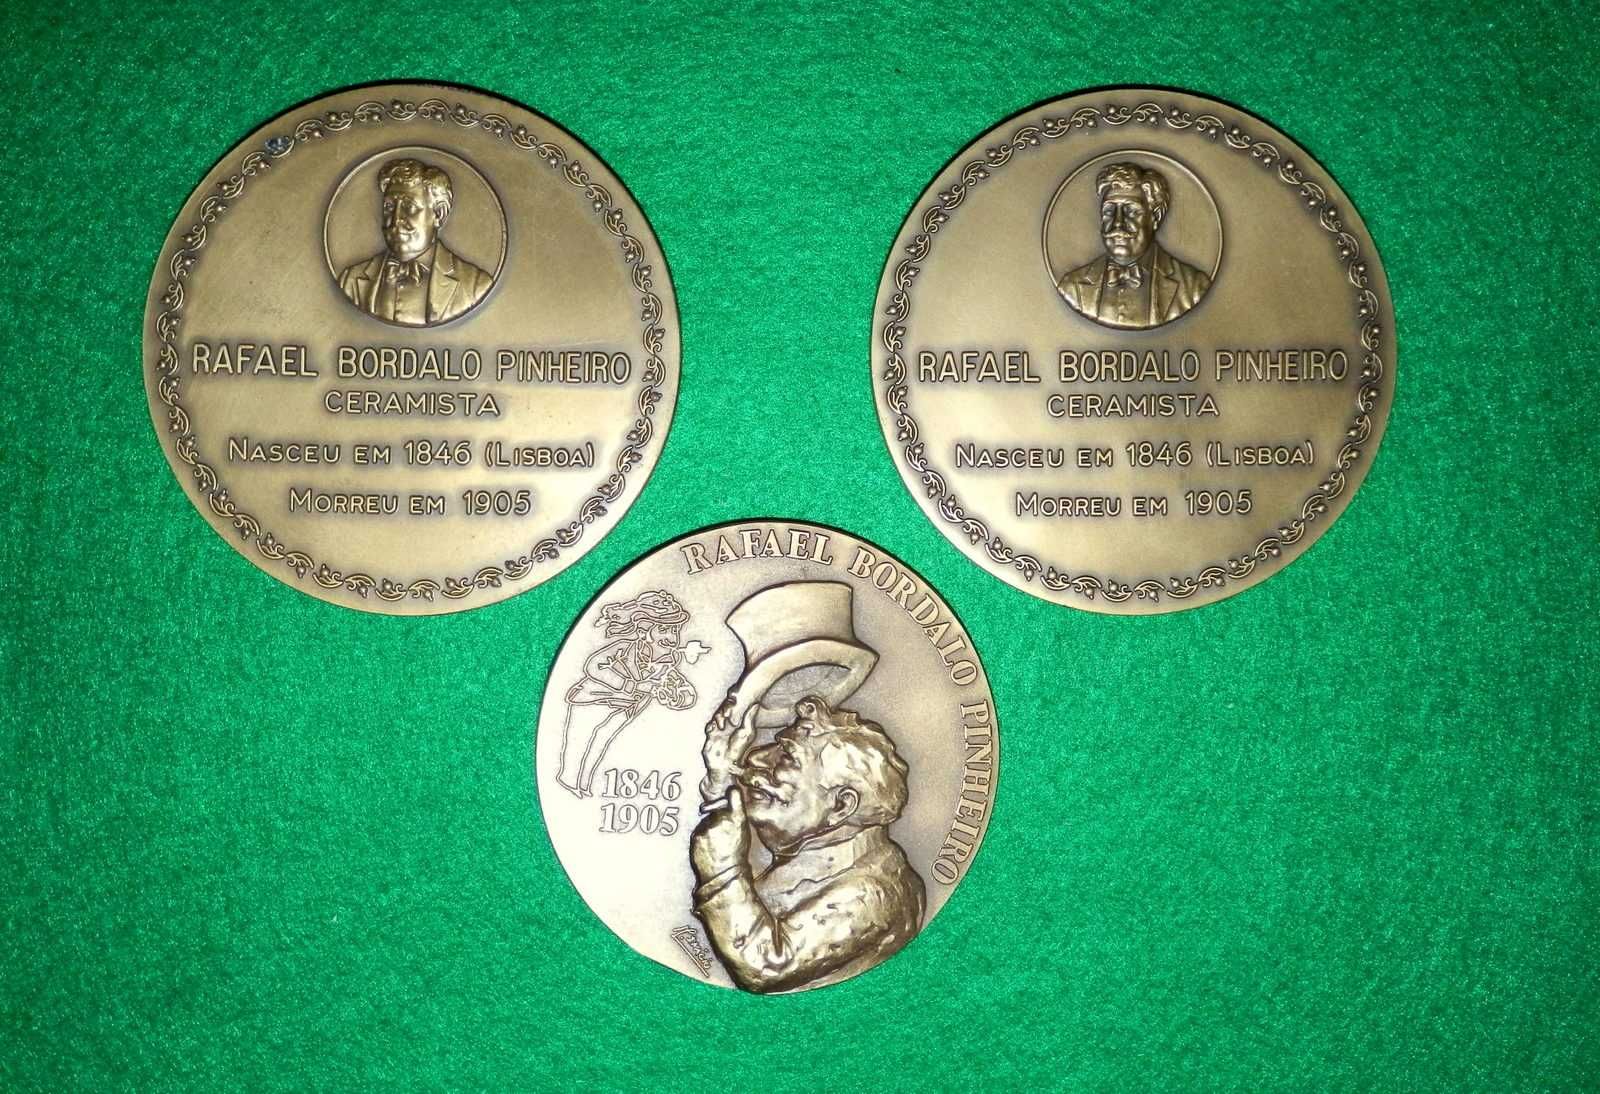 RAFAEL BORDALO PINHEIRO
CERAMISTA
NASCEU EM 1846 (LISBOA)
MORREU EM 1905
RAFAEL BORDALO PINHEIRO
CERAMISTA
NASCEU EM 1846 (LISBOA)
MORREU EM 1905
RAFAEL BORDALO PINHEIRO
1846
1905